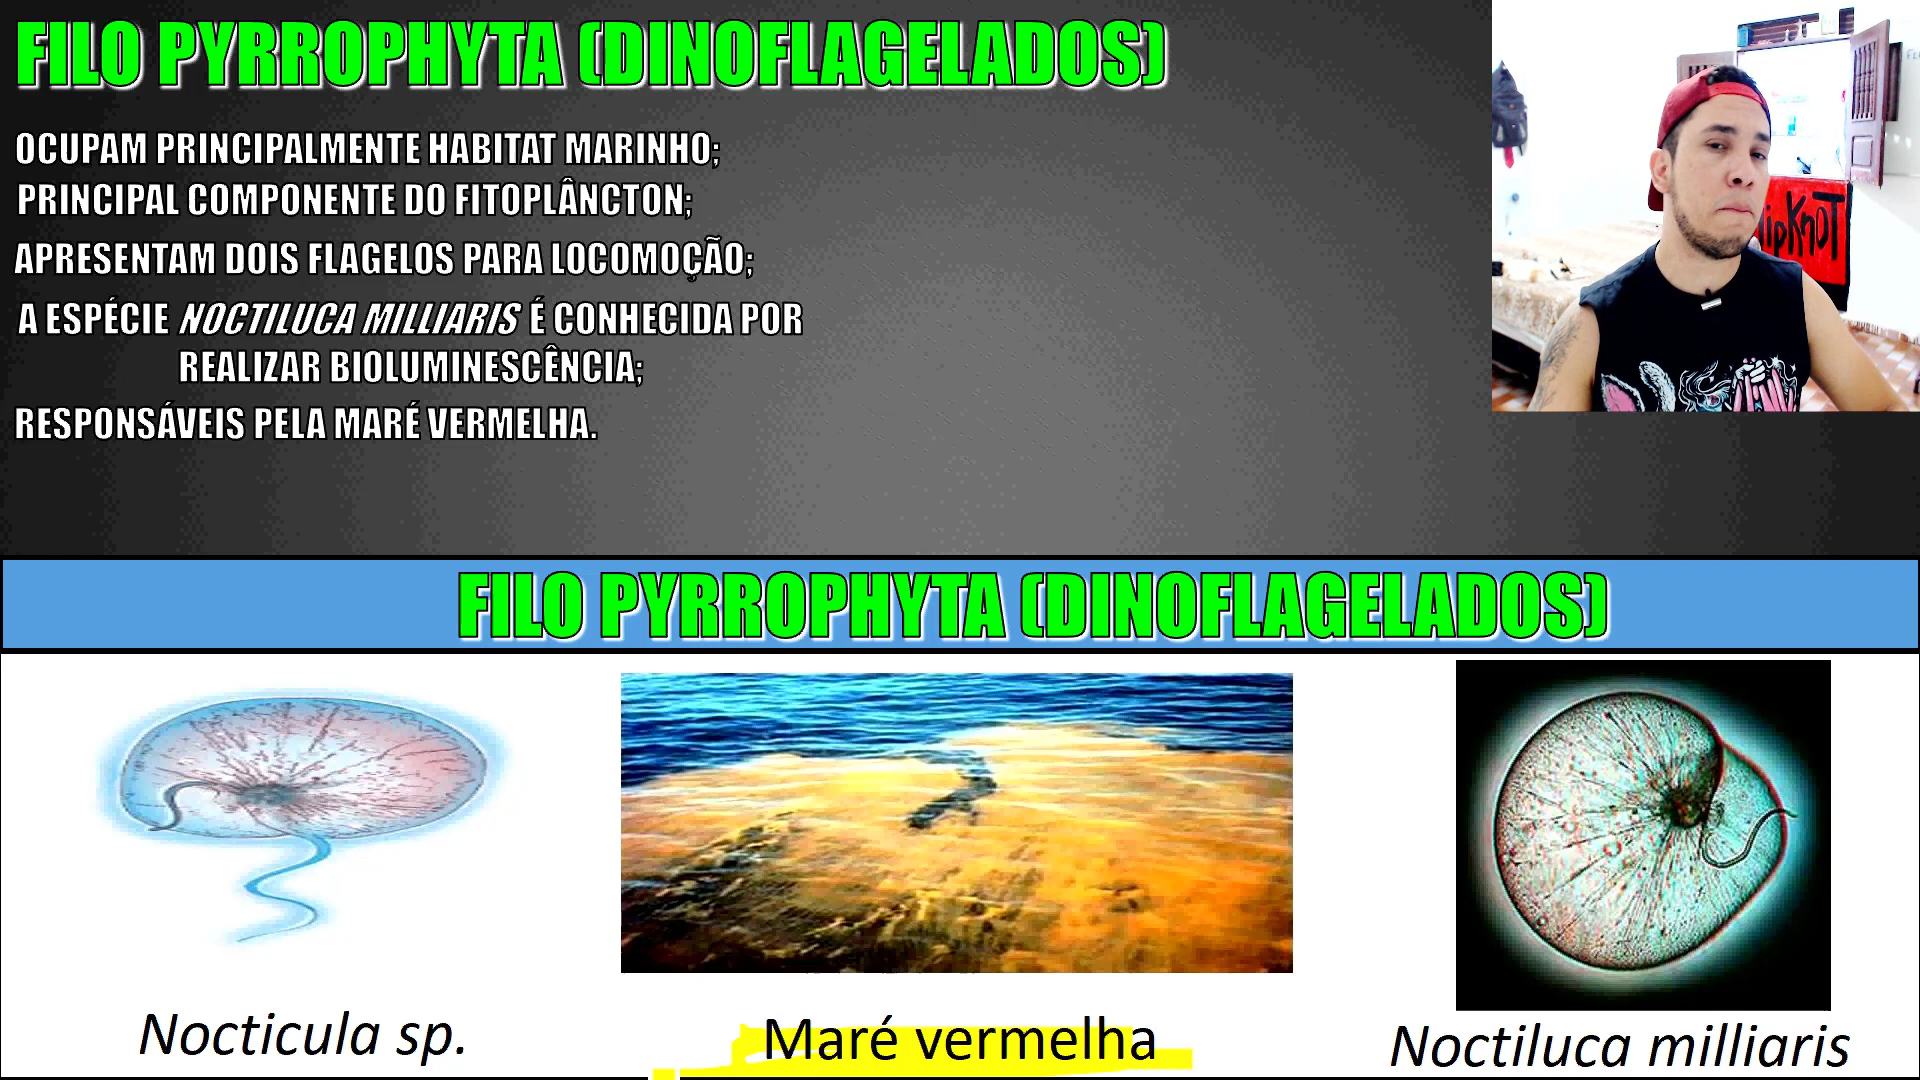 FILO PYRROPHYTA (DINOFLAGELADOS)
OCUPAM PRINCIPALMENTE HABITAT MARINHO;
PRINCIPAL COMPONENTE DO FITOPLÂNCTON;
APRESENTAM DOIS FLAGELOS PARA LOCOMOÇÃO;
A ESPÉCIE NOCTILUCA MILLIARIS É CONHECIDA POR
REALIZAR BIOLUMINESCÊNCIA;
RESPONSÁVEIS PELA MARÉ VERMELHA.
ipKnoT
FILO PYRROPHYTA (DINOFLAGELADOS)
Nocticula sp.
Maré vermelha
Noctiluca milliaris